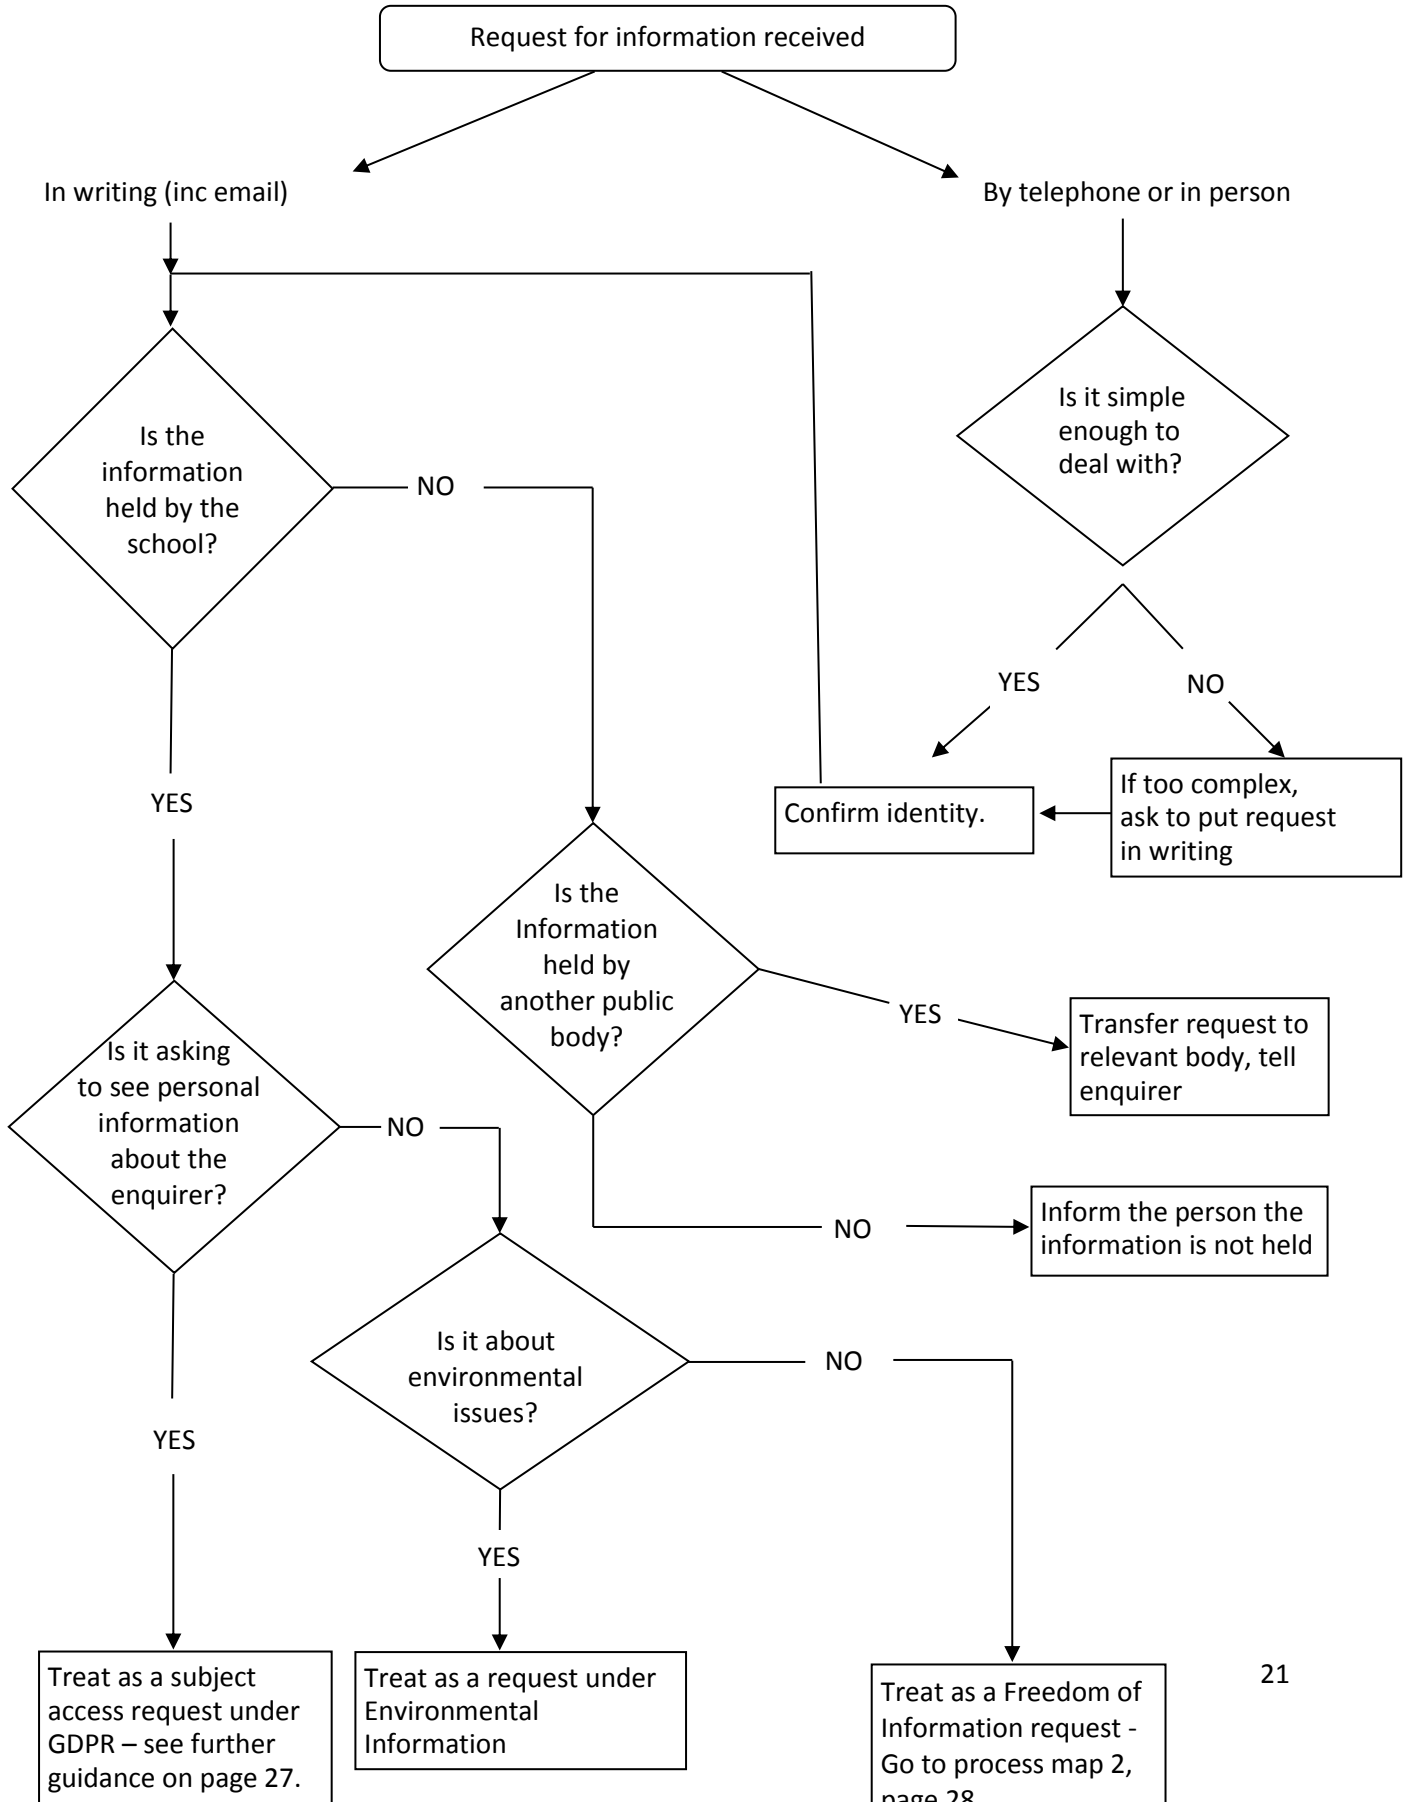 Request for information received
In writing (inc email)
By telephone or in person
Is it simple
enough to
deal with?
Is the
information
held by the
school?
NO
YES
NO
If too complex,
ask to put request
in writing
Confirm identity.
YES
Is the
Information
held by
another public
body?
YES
Transfer request to
relevant body, tell
enquirer
Is it asking
to see personal
information
about the
enquirer?
NO
NO
Inform the person the
information is not held
Is it about
environmental
issues?
NO
YES
YES
Treat as a subject
access request under
GDPR – see further
guidance on page 27.
Treat as a request under
Environmental
Information
Treat as a Freedom of
Information request -
Go to process map 2,
page 28
21